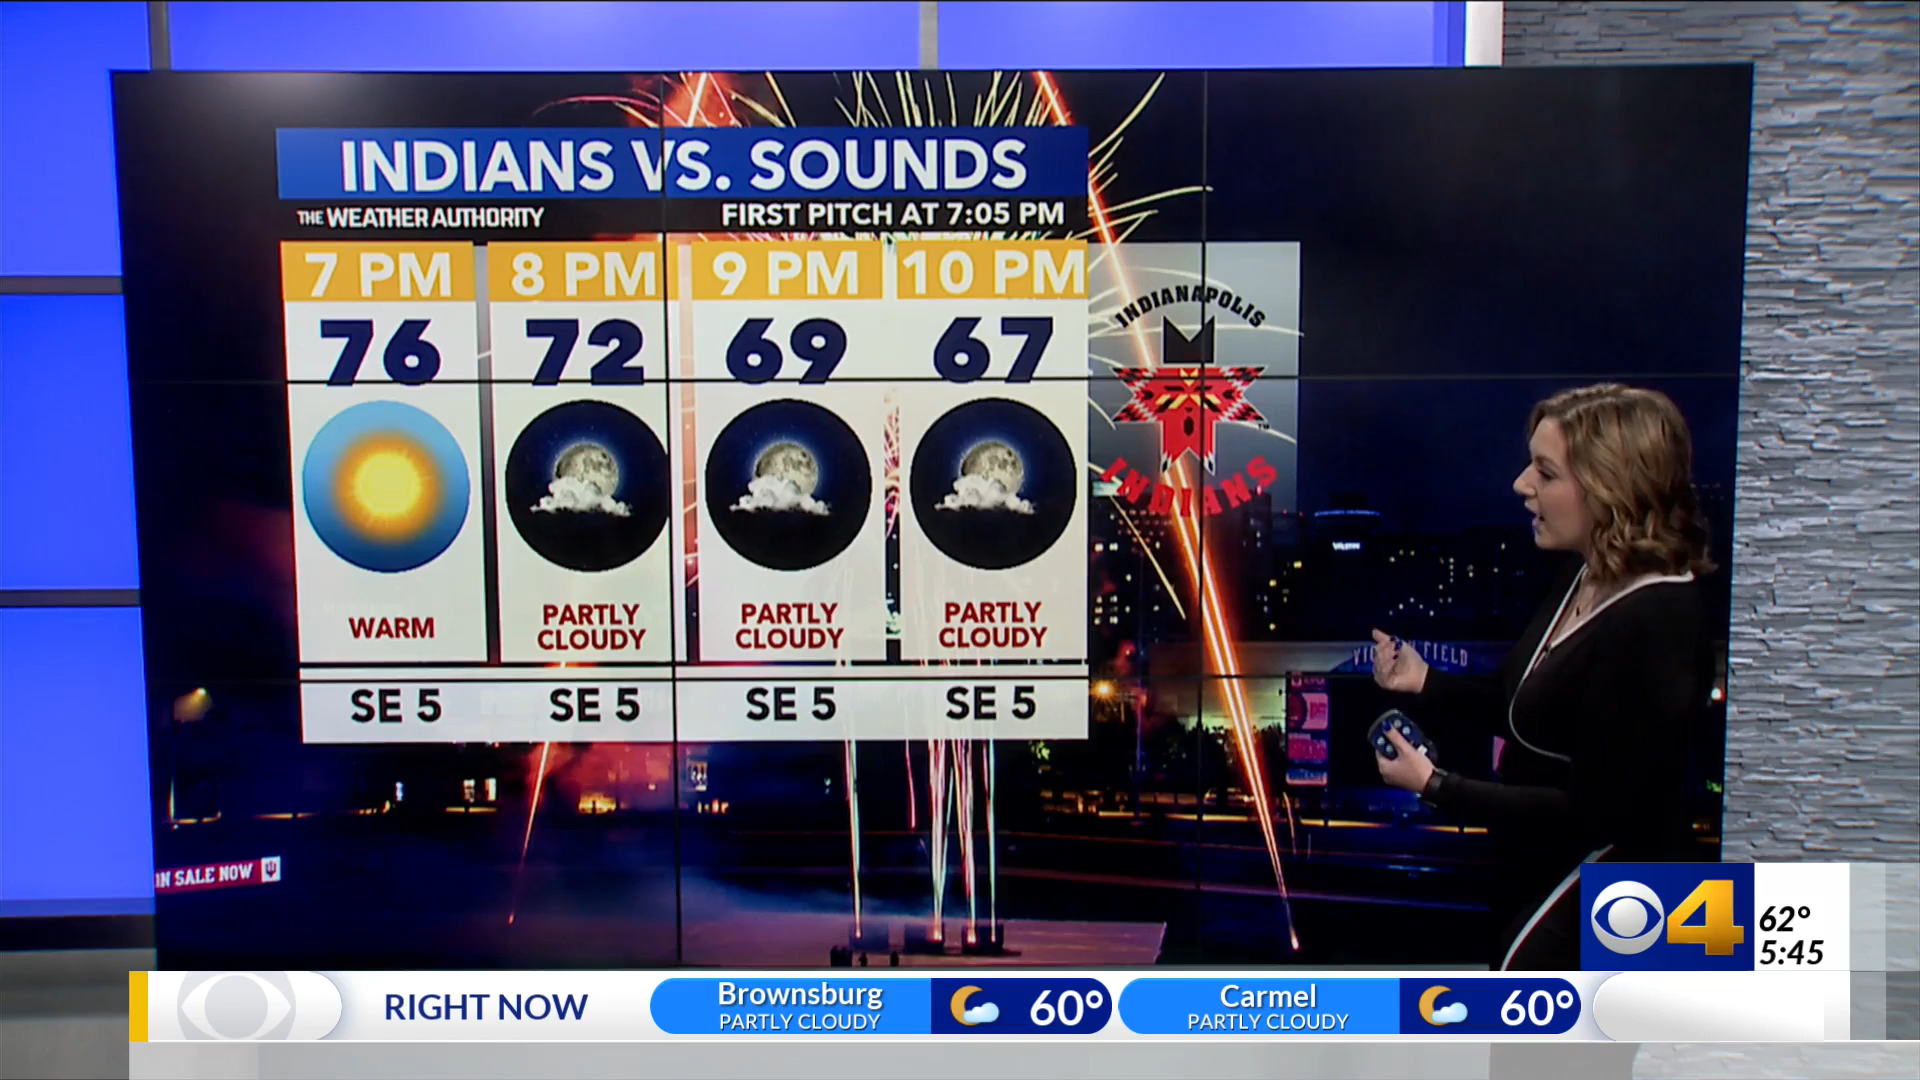 INDIANS VS. SOUNDS
THE WEATHER AUTHORITY
FIRST PITCH AT 7:05 PM
7 PM
8 PM
9 PM
10 PM
76
72
69
67
WARM
PARTLY
CLOUDY
PARTLY
CLOUDY
PARTLY
CLOUDY
SE 5
SE 5
SE 5
SE 5
INDIANAPOLIS
INDIANS
FIELD
SALE NOW
4
62°
5:45
RIGHT NOW
Brownsburg
PARTLY CLOUDY
60°
Carmel
PARTLY CLOUDY
60°